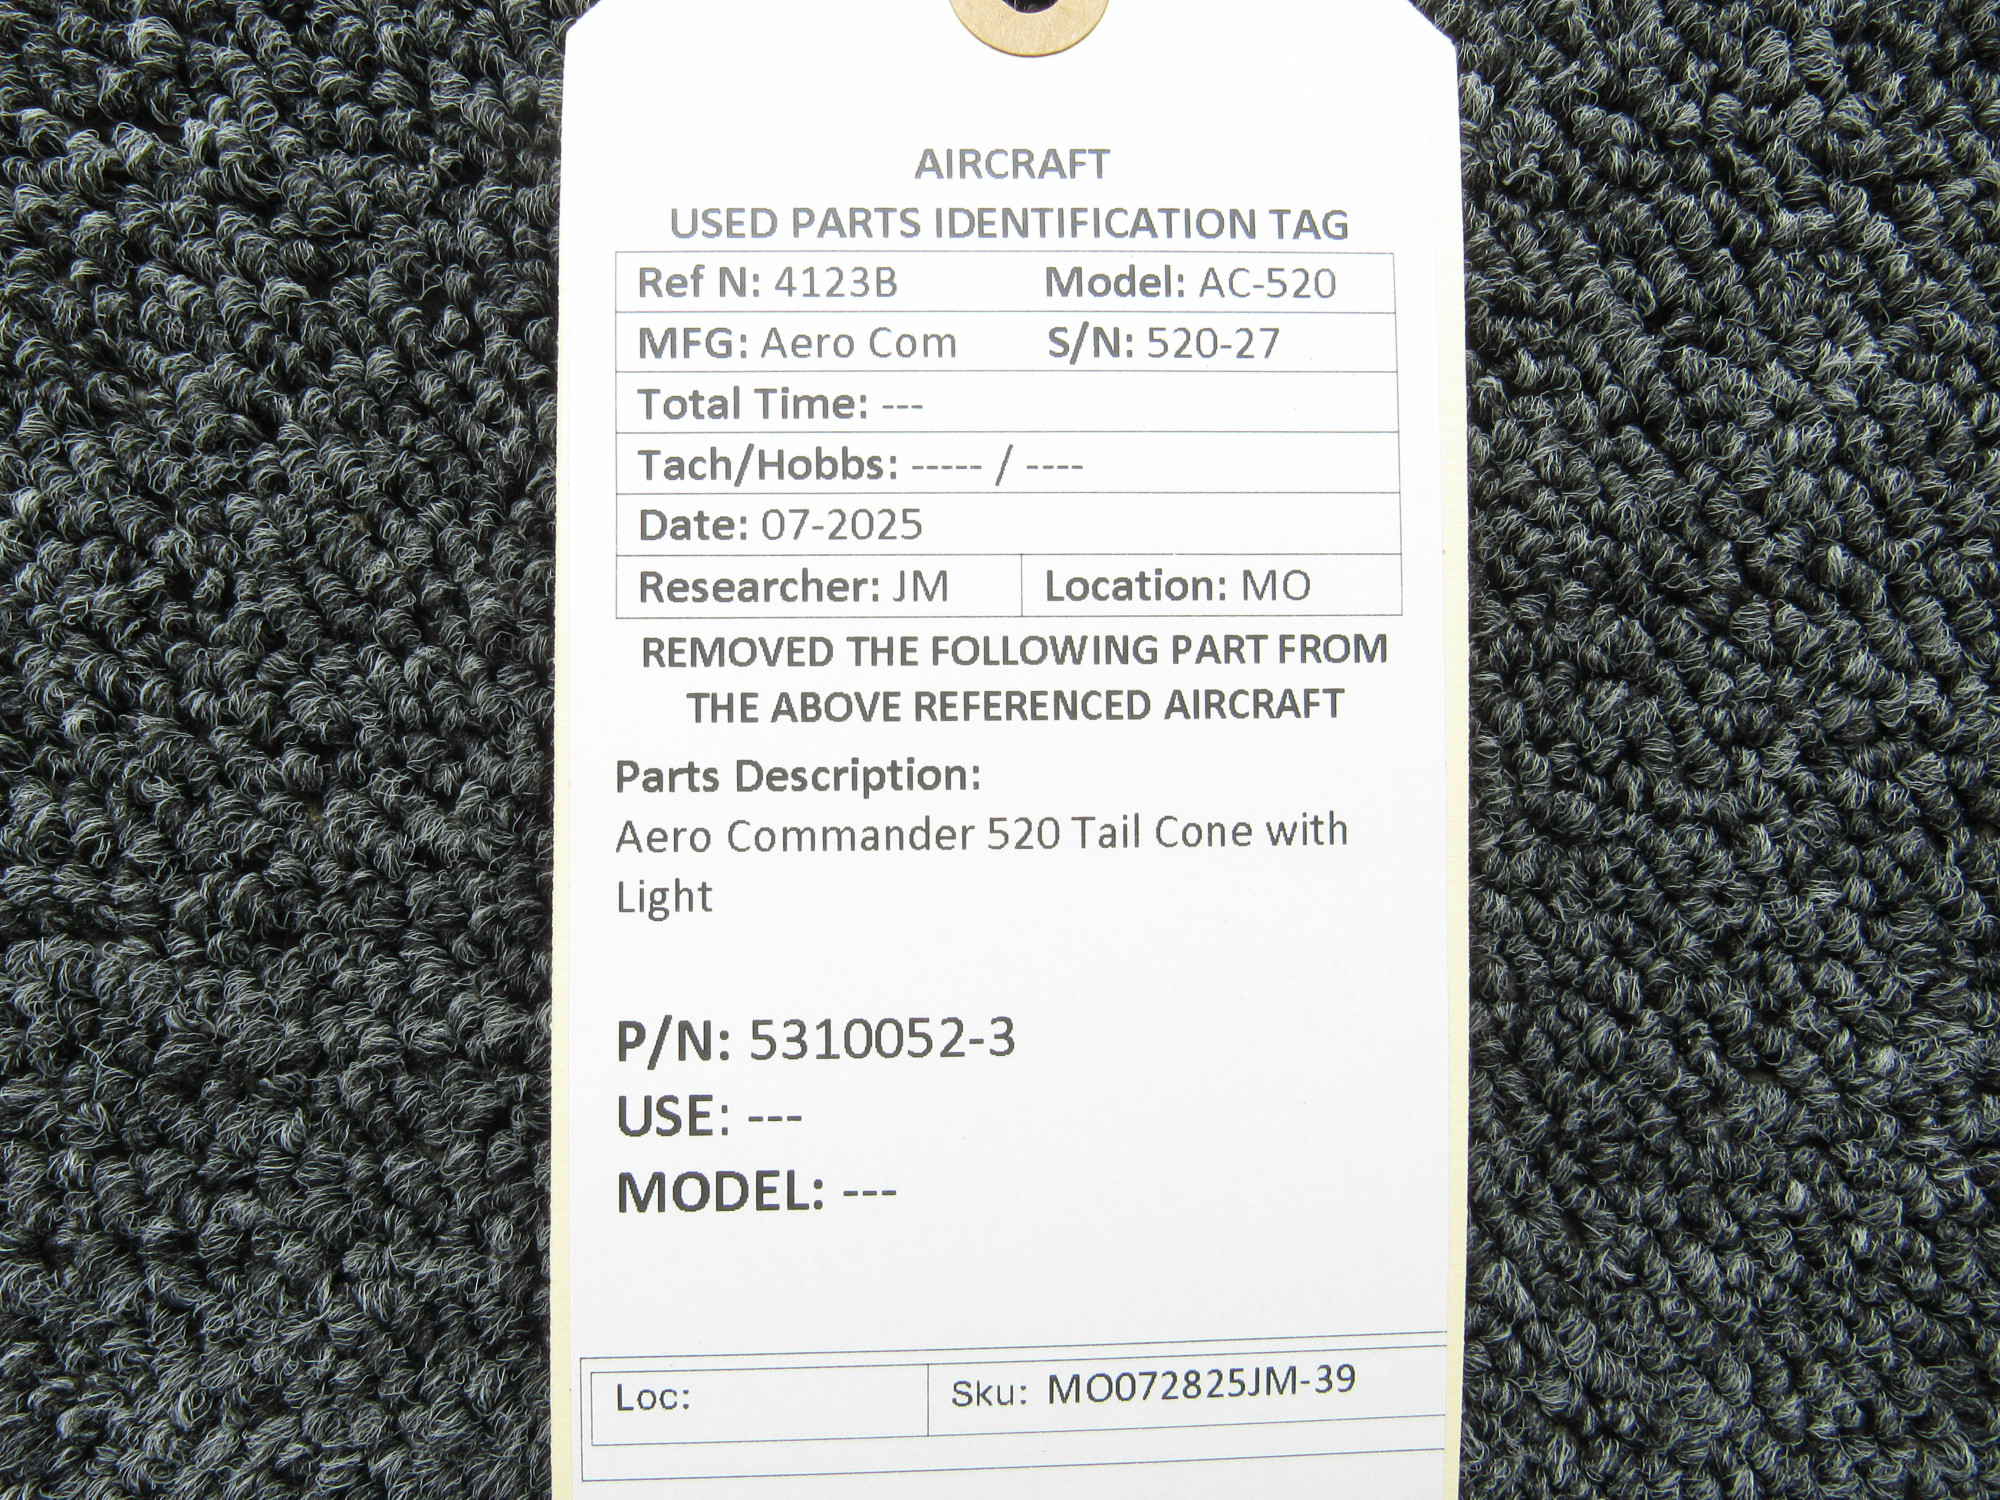 AIRCRAFT
USED PARTS IDENTIFICATION TAG
Ref N: 4123B Model: AC-520
MFG: Aero Com S/N: 520-27
Total Time: ---
Tach/Hobbs: ----- / ----
Date: 07-2025
Researcher: JM Location: MO
REMOVED THE FOLLOWING PART FROM
THE ABOVE REFERENCED AIRCRAFT
Parts Description:
Aero Commander 520 Tail Cone with
Light
P/N: 5310052-3
USE: ---
MODEL: ---
Loc: Sku: MO072825JM-39